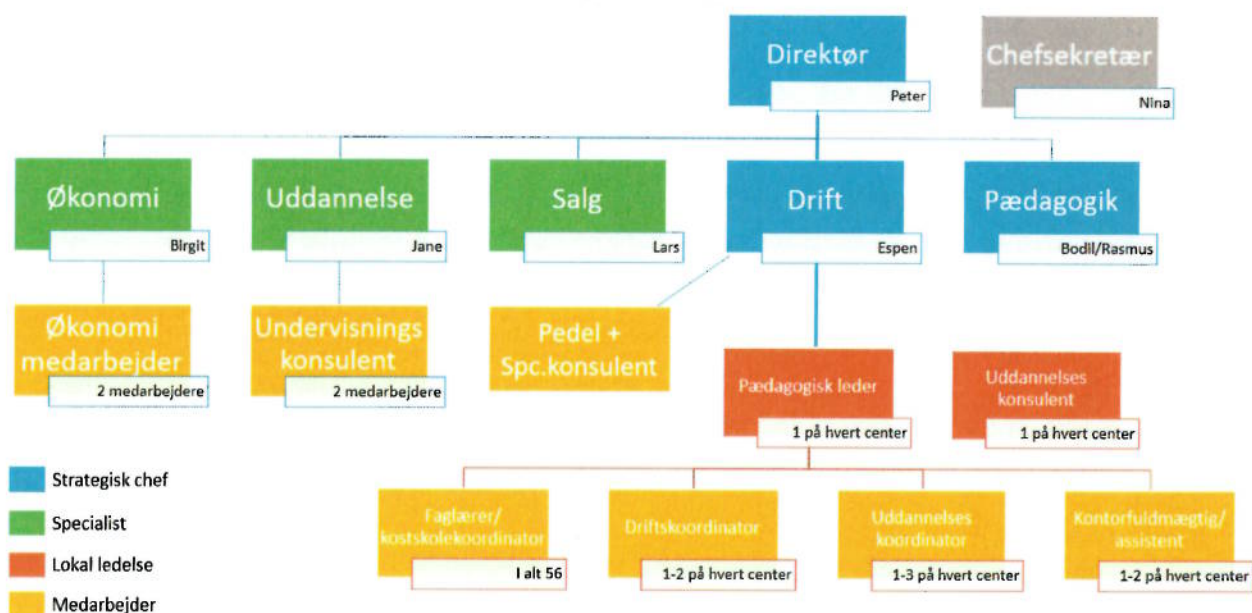 Direktør
Peter
Chefsekretær
Nina
Økonomi
Birgit
Uddannelse
Jane
Salg
Lars
Drift
Espen
Pædagogik
Bodil/Rasmus
Økonomi
medarbejder
2 medarbejdere
Undervisnings
konsulent
2 medarbejdere
Pedel +
Spc.konsulent
Pædagogisk leder
1 på hvert center
Uddannelses
konsulent
1 på hvert center
Strategisk chef
Specialist
Lokal ledelse
Medarbejder
Faglærer/
kostskolekoordinator
I alt 56
Driftskoordinator
1-2 på hvert center
Uddannelses
koordinator
1-3 på hvert center
Kontorfuldmægtig/
assistent
1-2 på hvert center